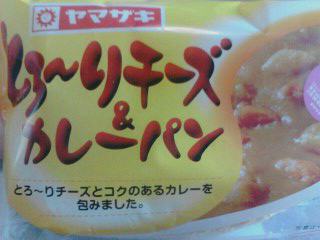 ヤマザキ
とろ～りチーズ
&
カレーパン
とろ～りチーズとコクのあるカレーを
包みました。